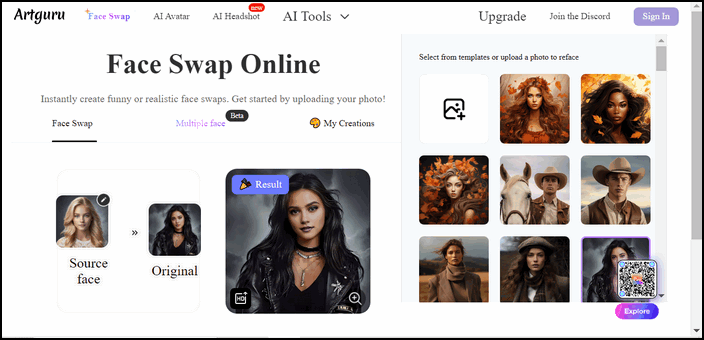 Artguru
Face Swap
AI Avatar
AI Headshot
new
AI Tools
Upgrade
Join the Discord
Sign In
Face Swap Online
Instantly create funny or realistic face swaps. Get started by uploading your photo!
Face Swap
Multiple face
Beta
My Creations
Source
face
»
Original
Result
HD
Select from templates or upload a photo to reface
Explore